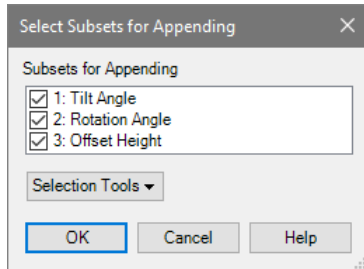 Select Subsets for Appending
Subsets for Appending
1: Tilt Angle
2: Rotation Angle
3: Offset Height
Selection Tools
OK Cancel Help